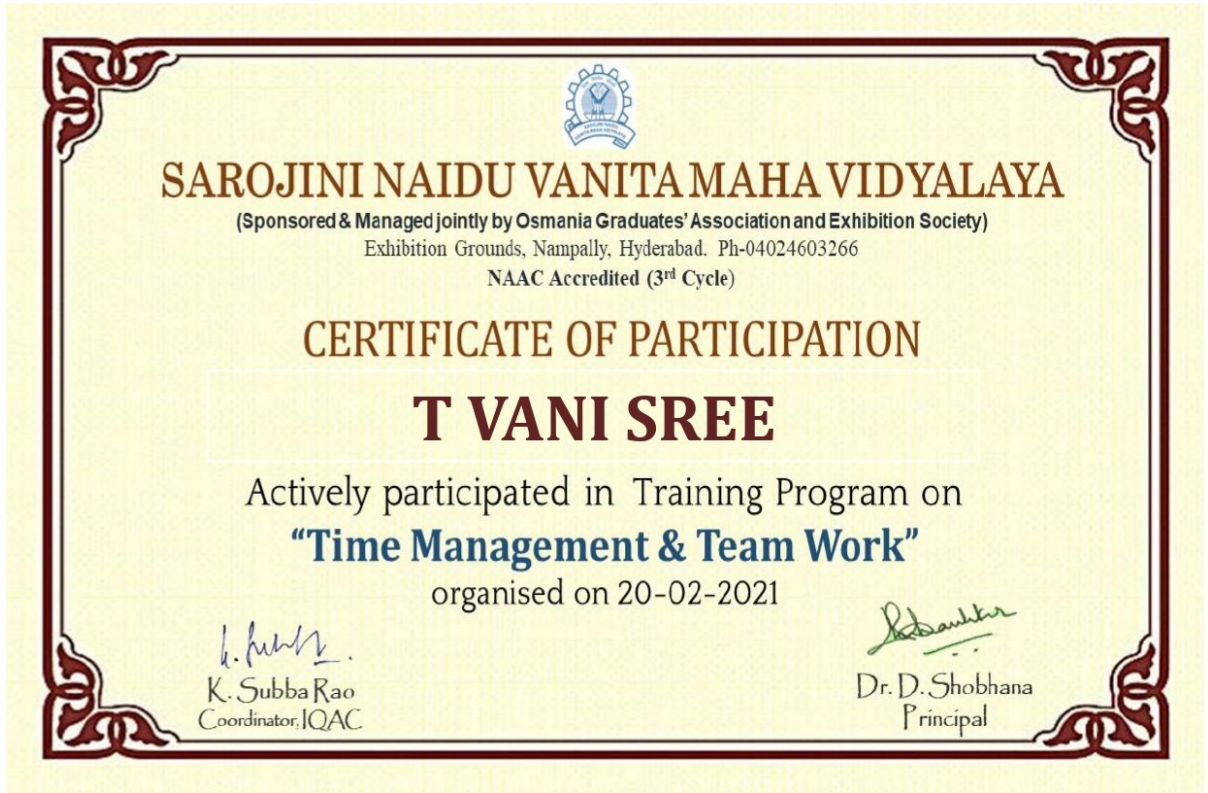 SAROJINI NAIDU VANITA MAHA VIDYALAYA
(Sponsored & Managed jointly by Osmania Graduates' Association and Exhibition Society)
Exhibition Grounds, Nampally, Hyderabad. Ph-04024603266
NAAC Accredited (3rd Cycle)
CERTIFICATE OF PARTICIPATION
T VANI SREE
Actively participated in Training Program on
“Time Management & Team Work”
organised on 20-02-2021
K. Subba Rao
Coordinator, IQAC
Dr. D. Shobhana
Principal